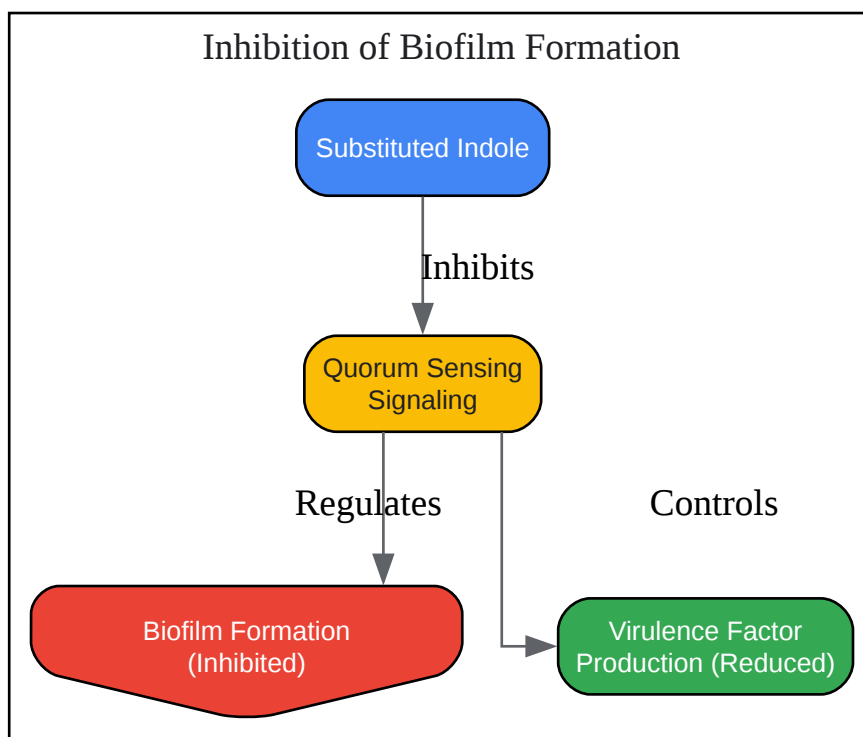 Inhibition of Biofilm Formation
Substituted Indole
Inhibits
Quorum Sensing
Signaling
Regulates
Controls
Biofilm Formation
(Inhibited)
Virulence Factor
Production (Reduced)